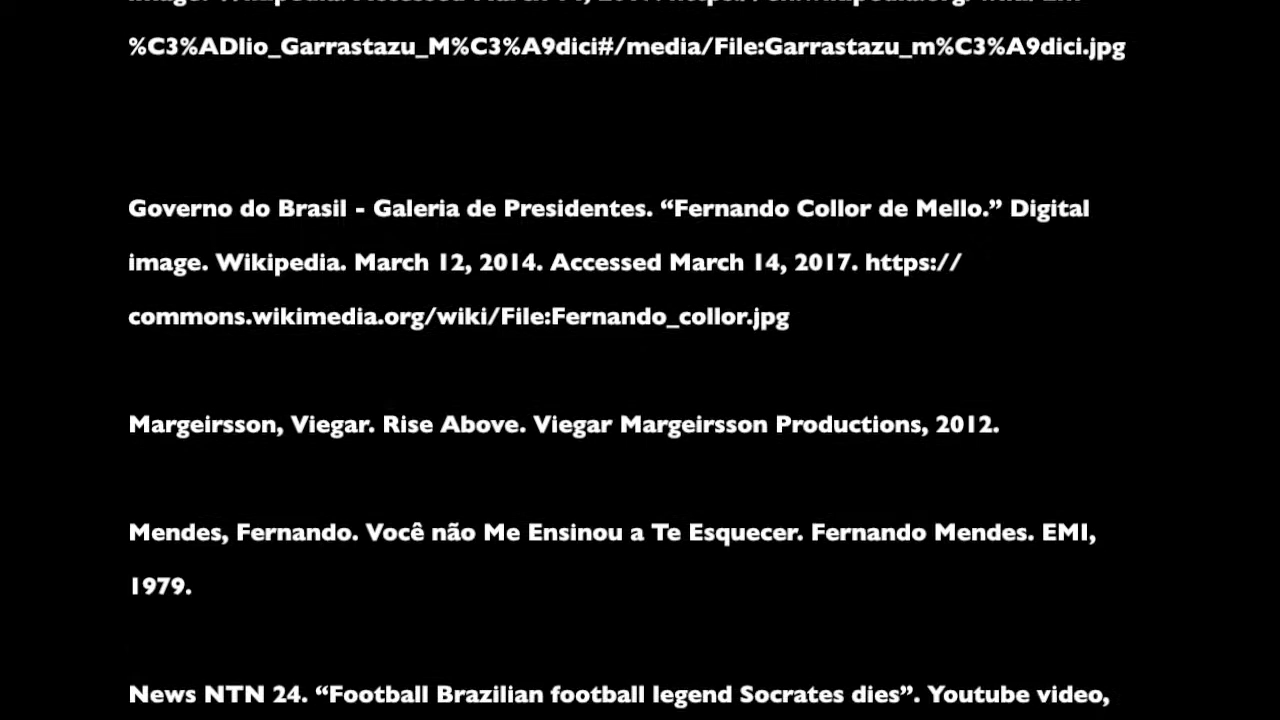 %C3%ADlio_Garrastazu_M%C3%A9dici#/media/File:Garrastazu_m%C3%A9dici.jpg
Governo do Brasil - Galeria de Presidentes. “Fernando Collor de Mello.” Digital
image. Wikipedia. March 12, 2014. Accessed March 14, 2017. https://
commons.wikimedia.org/wiki/File:Fernando_collor.jpg
Margeirsson, Viegar. Rise Above. Viegar Margeirsson Productions, 2012.
Mendes, Fernando. Você não Me Ensinou a Te Esquecer. Fernando Mendes. EMI,
1979.
News NTN 24. “Football Brazilian football legend Socrates dies”. Youtube video,